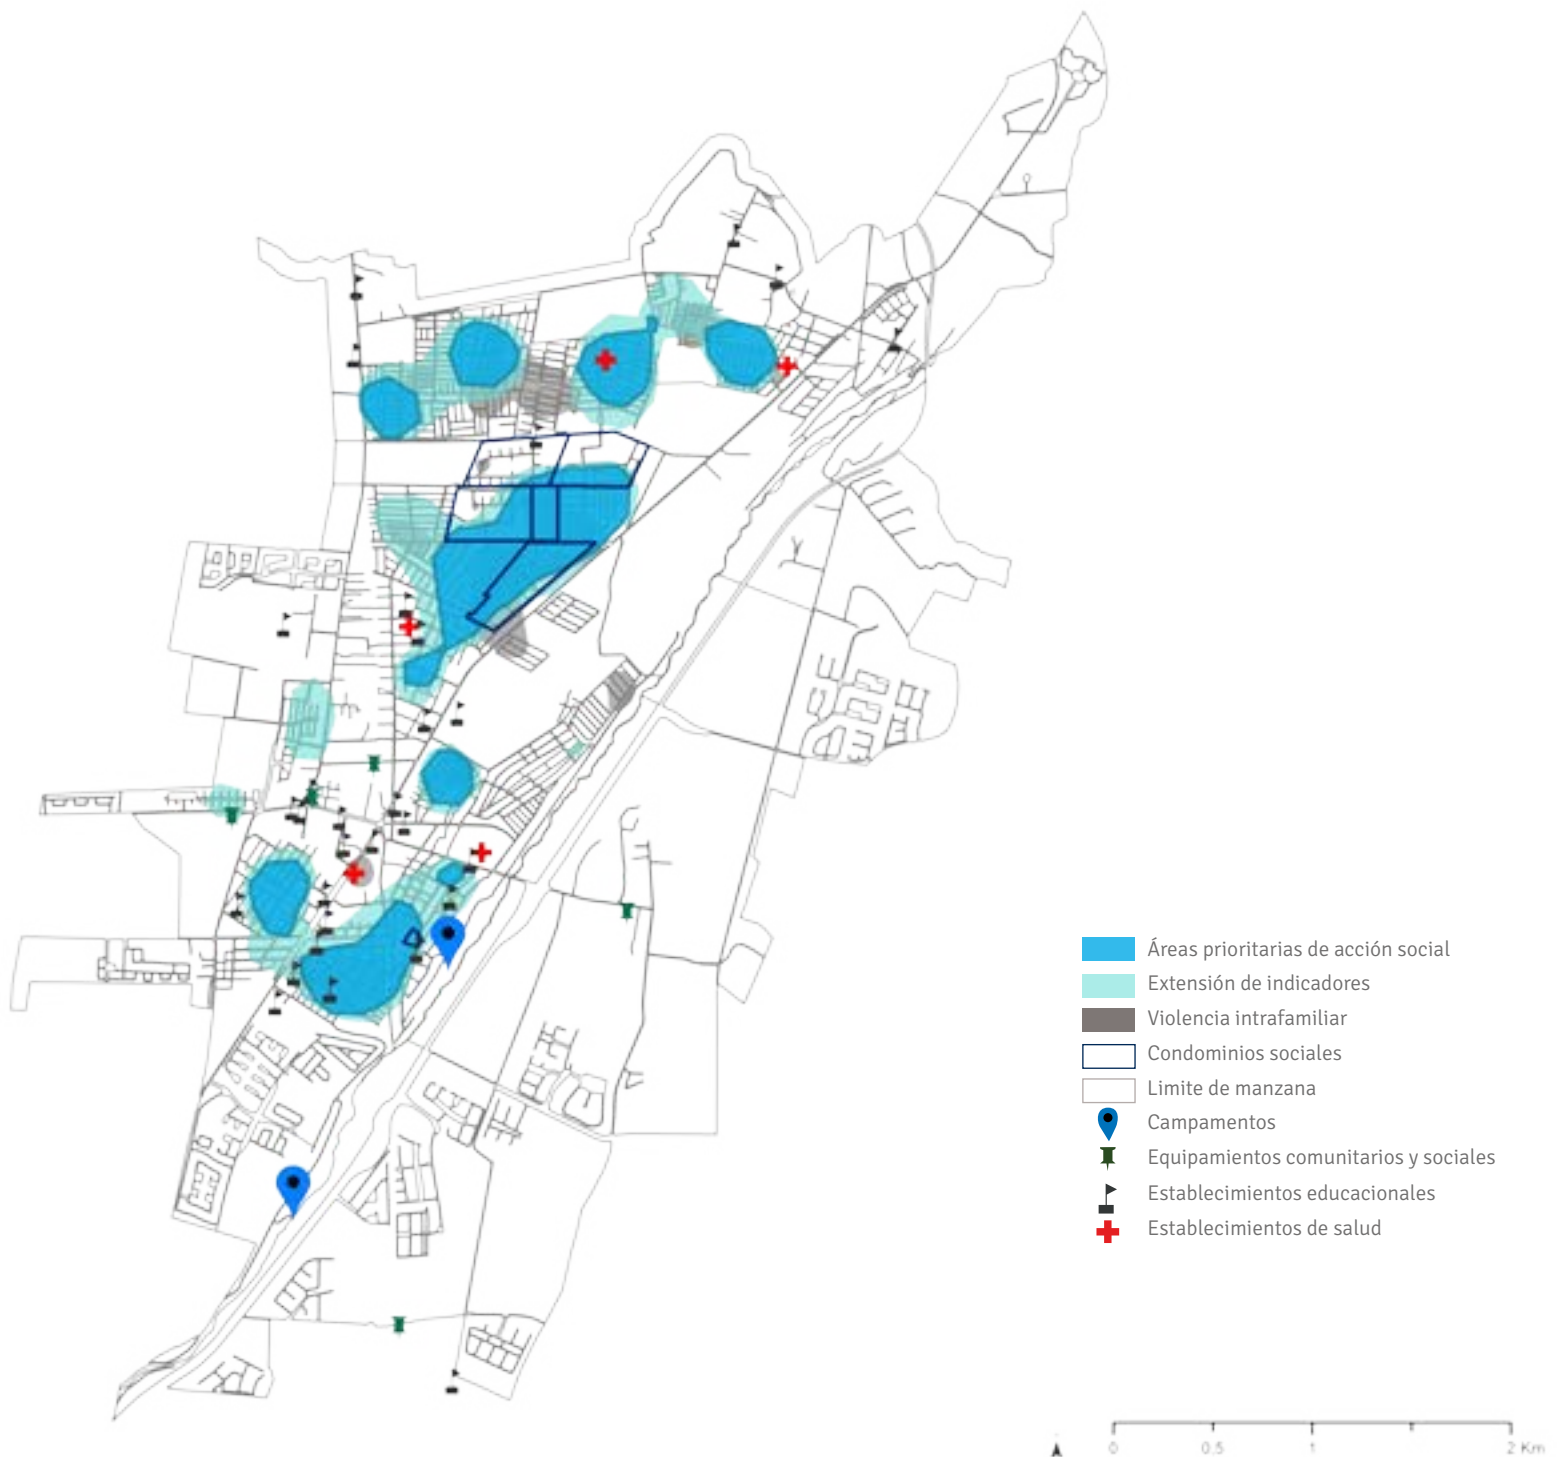 Áreas prioritarias de acción social
Extensión de indicadores
Violencia intrafamiliar
Condominios sociales
Limite de manzana
Campamentos
Equipamientos comunitarios y sociales
Establecimientos educacionales
Establecimientos de salud
0 0.5 1 2 Km